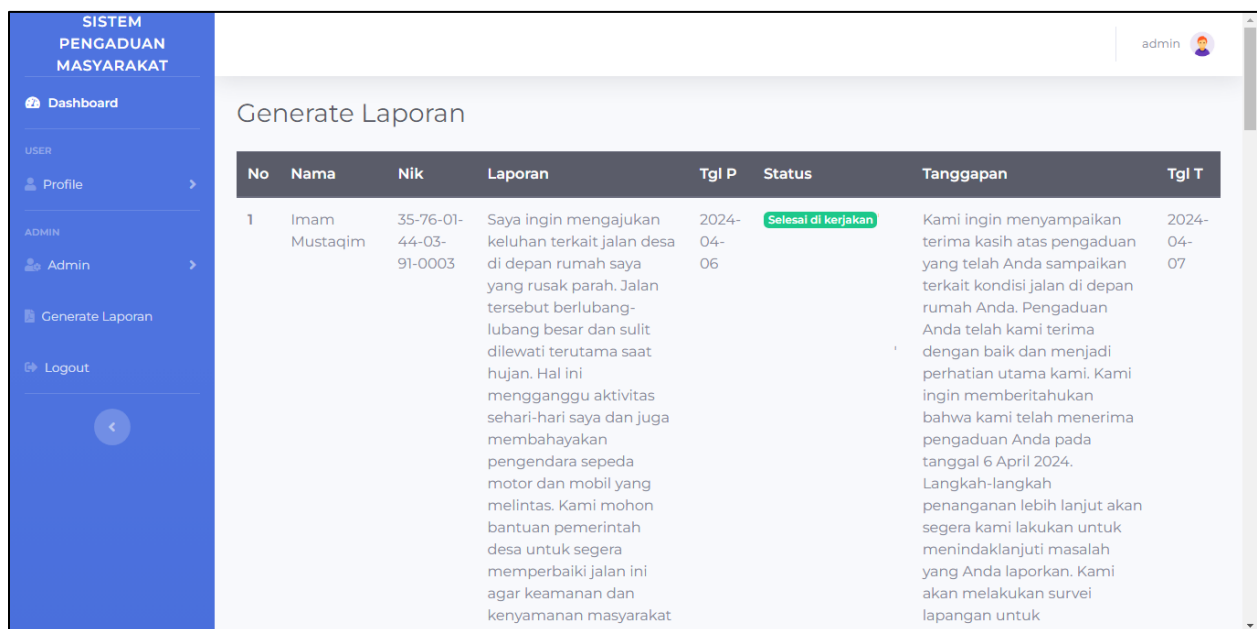 SISTEM
PENGADUAN
MASYARAKAT
admin
Dashboard
USER
Profile
ADMIN
Admin
Generate Laporan
Logout
Generate Laporan
No Nama Nik Laporan Tgl P Status Tanggapan Tgl T
1 Imam 35-76-01- Saya ingin mengajukan 2024- Selesai di kerjakan Kami ingin menyampaikan 2024-
Mustaqim 44-03- keluhan terkait jalan desa 04- terima kasih atas pengaduan 04-
91-0003 di depan rumah saya 06 yang telah Anda sampaikan 07
yang rusak parah. Jalan terkait kondisi jalan di depan
tersebut berlubang- rumah Anda. Pengaduan
lubang besar dan sulit Anda telah kami terima
dilewati terutama saat dengan baik dan menjadi
hujan. Hal ini perhatian utama kami. Kami
mengganggu aktivitas ingin memberitahukan
sehari-hari saya dan juga bahwa kami telah menerima
membahayakan pengaduan Anda pada
pengendara sepeda tanggal 6 April 2024.
motor dan mobil yang Langkah-langkah
melintas. Kami mohon penanganan lebih lanjut akan
bantuan pemerintah segera kami lakukan untuk
desa untuk segera menindaklanjuti masalah
memperbaiki jalan ini yang Anda laporkan. Kami
agar keamanan dan akan melakukan survei
kenyamanan masyarakat lapangan untuk